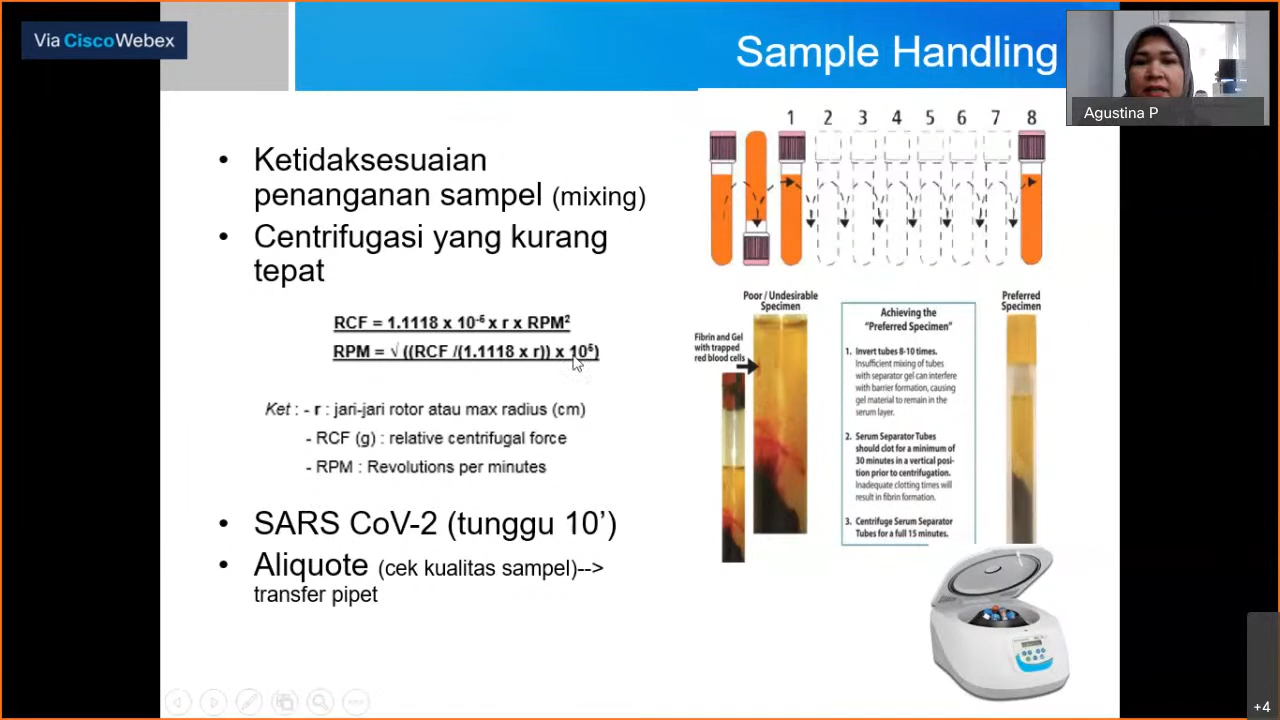 Via CiscoWebex
Sample Handling
Agustina P
• Ketidaksesuaian
penanganan sampel (mixing)
• Centrifugasi yang kurang
tepat
RCF = 1.1118 x 10⁻⁵ x r x RPM²
RPM = √ ((RCF /(1.1118 x r)) x 10⁵)
Ket : - r : jari-jari rotor atau max radius (cm)
- RCF (g) : relative centrifugal force
- RPM : Revolutions per minutes
• SARS CoV-2 (tunggu 10’)
• Aliquote (cek kualitas sampel)-->
transfer pipet
1 2 3 4 5 6 7 8
Poor / Undesirable
Specimen
Fibrin and Gel
with trapped
red blood cells
Achieving the
“Preferred Specimen”
1. Invert tubes 8-10 times.
Insufficient mixing of tubes
with separator gel can interfere
with barrier formation, causing
gel material to remain in the
serum layer.
2. Serum Separator Tubes
should clot for a minimum of
30 minutes in a vertical posi-
tion prior to centrifugation.
Inadequate clotting times will
result in fibrin formation.
3. Centrifuge Serum Separator
Tubes for a full 15 minutes.
Preferred
Specimen
+4